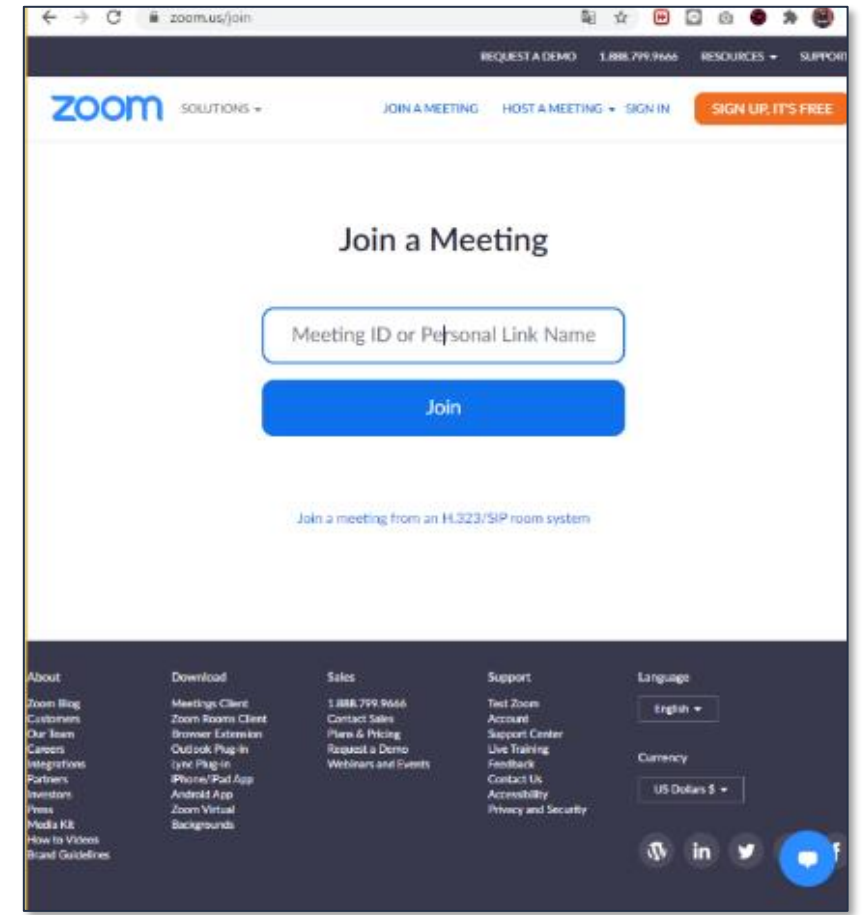 zoom.us/join
REQUEST A DEMO 1.888.799.9666 RESOURCES SUPPORT
zoom SOLUTIONS JOIN A MEETING HOST A MEETING SIGN IN SIGN UP, IT'S FREE
Join a Meeting
Meeting ID or Personal Link Name
Join
Join a meeting from an H.323/SIP room system
About
Zoom Blog
Customers
Our Team
Careers
Integrations
Partners
Investors
Press
Media Kit
How to Videos
Brand Guidelines
Download
Meetings Client
Zoom Rooms Client
Browser Extension
Outlook Plug-in
Lync Plug-in
iPhone/iPad App
Android App
Zoom Virtual
Backgrounds
Sales
1.888.799.9666
Contact Sales
Plans & Pricing
Request a Demo
Webinars and Events
Support
Test Zoom
Account
Support Center
Live Training
Feedback
Contact Us
Accessibility
Privacy and Security
Language
English
Currency
US Dollars $
in